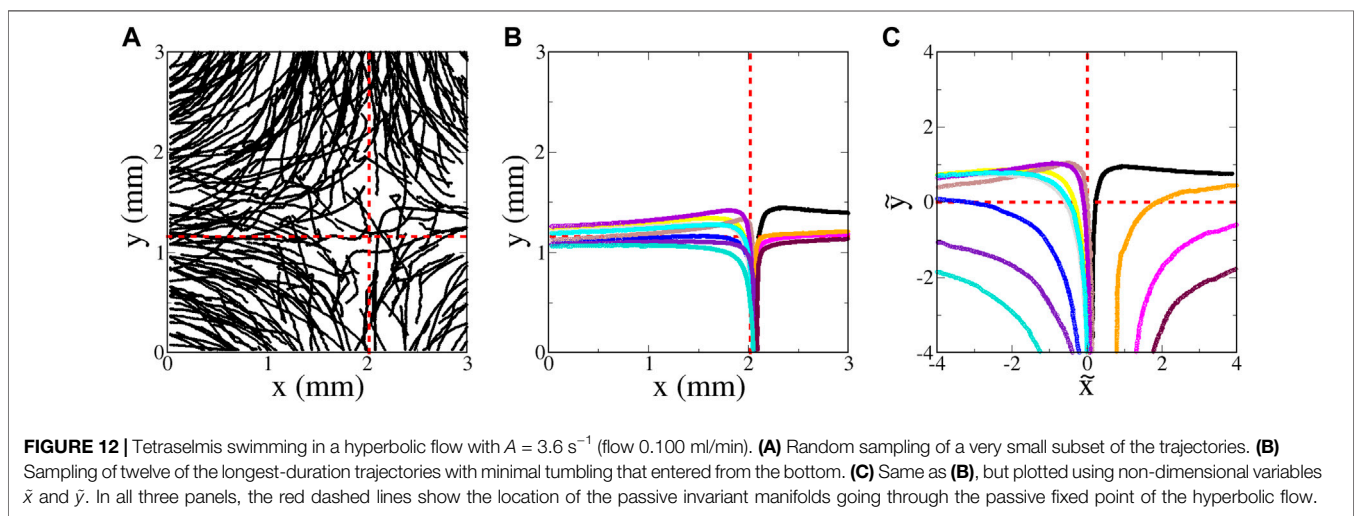 A
B
C
3
2
1
0
y (mm)
0
1
2
3
x (mm)
3
2
1
0
y (mm)
0
1
2
3
x (mm)
4
2
0
-2
-4
ỹ
-4
-2
0
2
4
x̃
FIGURE 12 | Tetraselmis swimming in a hyperbolic flow with A = 3.6 s⁻¹ (flow 0.100 ml/min). (A) Random sampling of a very small subset of the trajectories. (B)
Sampling of twelve of the longest-duration trajectories with minimal tumbling that entered from the bottom. (C) Same as (B), but plotted using non-dimensional variables
x̃ and ỹ. In all three panels, the red dashed lines show the location of the passive invariant manifolds going through the passive fixed point of the hyperbolic flow.